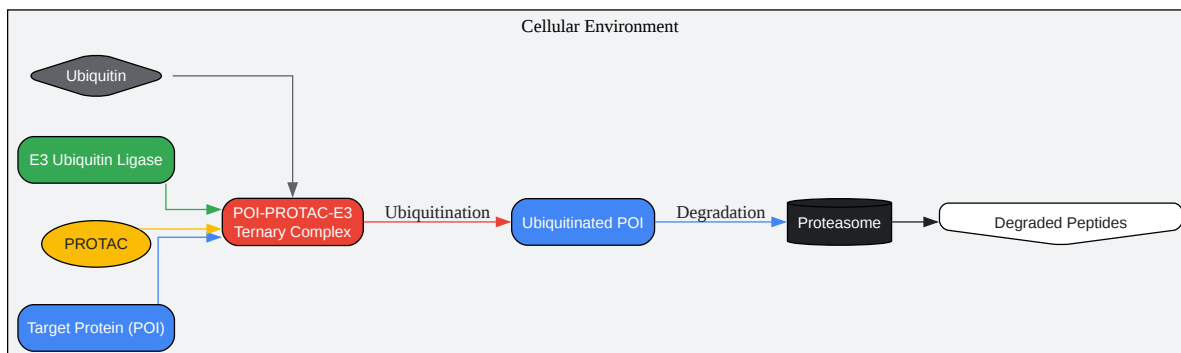 Cellular Environment
Ubiquitin
E3 Ubiquitin Ligase
PROTAC
Target Protein (POI)
POI-PROTAC-E3
Ternary Complex
Ubiquitination
Ubiquitinated POI
Degradation
Proteasome
Degraded Peptides